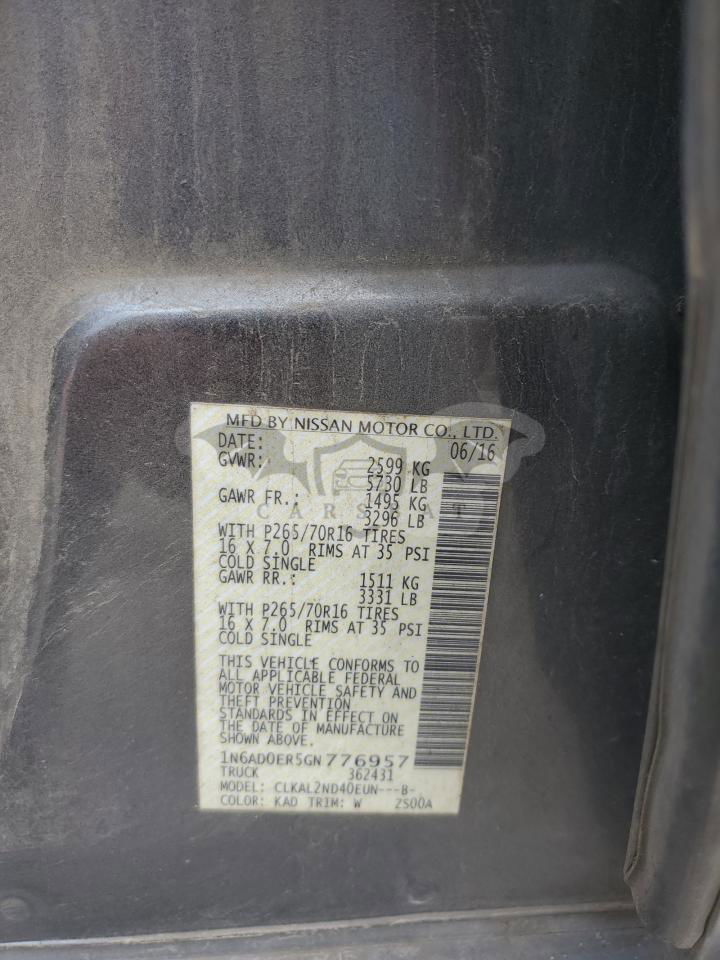 MFD BY NISSAN MOTOR CO., LTD.
DATE: 06/16
GVWR: 2599 KG
5730 LB
GAWR FR.: 1495 KG
3296 LB
WITH P265/70R16 TIRES
16 X 7.0 RIMS AT 35 PSI
COLD SINGLE
GAWR RR.: 1511 KG
3331 LB
WITH P265/70R16 TIRES
16 X 7.0 RIMS AT 35 PSI
COLD SINGLE
THIS VEHICLE CONFORMS TO
ALL APPLICABLE FEDERAL
MOTOR VEHICLE SAFETY AND
THEFT PREVENTION
STANDARDS IN EFFECT ON
THE DATE OF MANUFACTURE
SHOWN ABOVE.
1N6AD0ER5GN776957
TRUCK 362431
MODEL: CLKAL2ND40EUN---B-
COLOR: KAD TRIM: W ZS00A